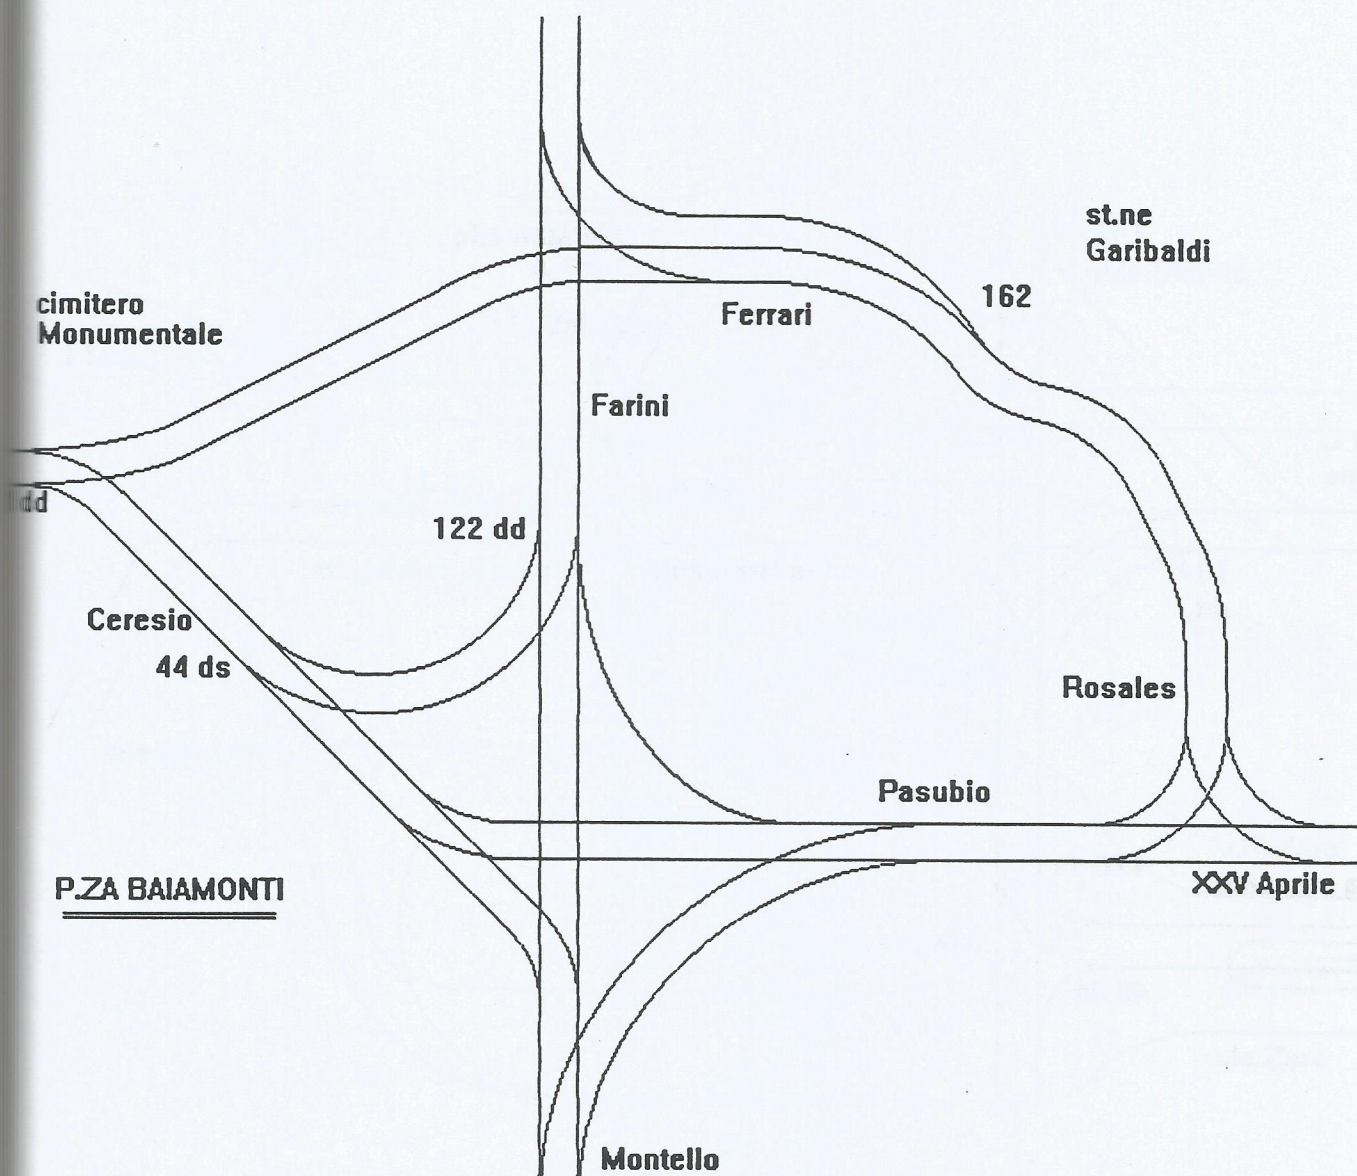 st.ne
Garibaldi
cimitero
Monumentale
162
Ferrari
Farini
dd
122 dd
Ceresio
44 ds
Rosales
Pasubio
P.ZA BAIAMONTI
XXV Aprile
Montello